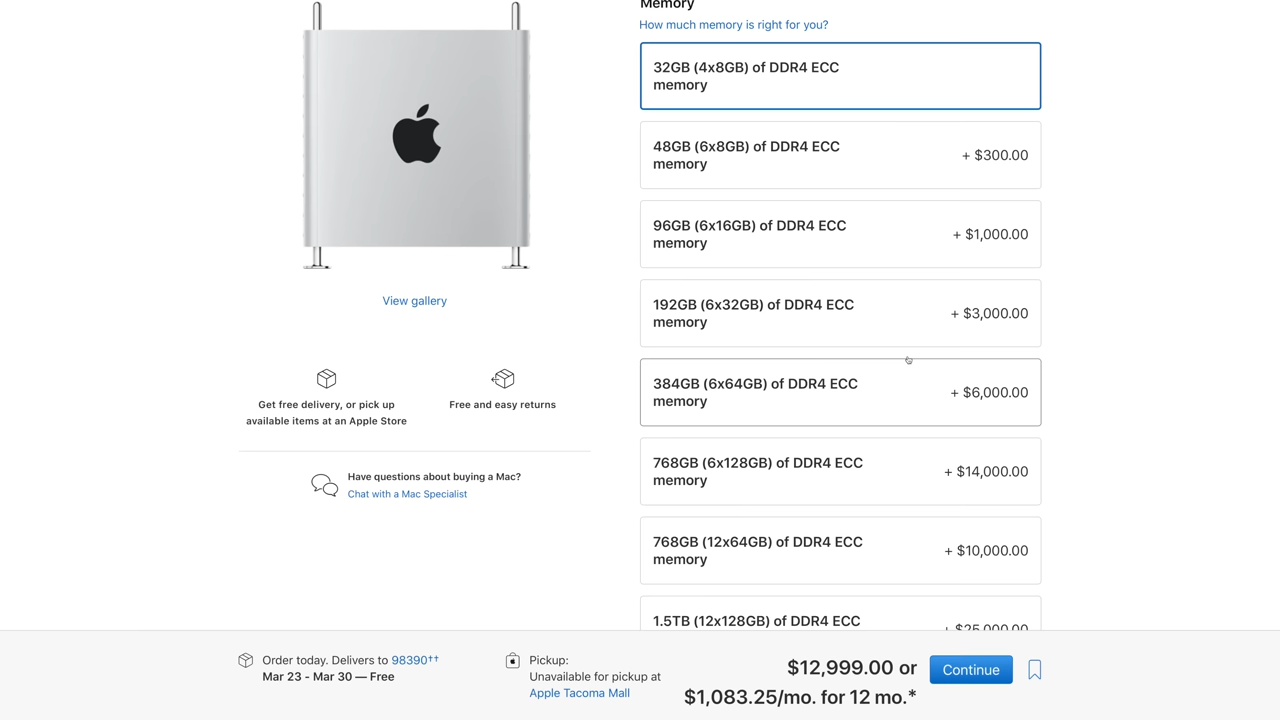 Memory
How much memory is right for you?
32GB (4x8GB) of DDR4 ECC
memory
48GB (6x8GB) of DDR4 ECC
memory
+ $300.00
96GB (6x16GB) of DDR4 ECC
memory
+ $1,000.00
192GB (6x32GB) of DDR4 ECC
memory
+ $3,000.00
384GB (6x64GB) of DDR4 ECC
memory
+ $6,000.00
768GB (6x128GB) of DDR4 ECC
memory
+ $14,000.00
768GB (12x64GB) of DDR4 ECC
memory
+ $10,000.00
1.5TB (12x128GB) of DDR4 ECC
+ $25,000.00
View gallery
Get free delivery, or pick up
available items at an Apple Store
Free and easy returns
Have questions about buying a Mac?
Chat with a Mac Specialist
Order today. Delivers to 98390††
Mar 23 - Mar 30 — Free
Pickup:
Unavailable for pickup at
Apple Tacoma Mall
$12,999.00 or
$1,083.25/mo. for 12 mo.*
Continue